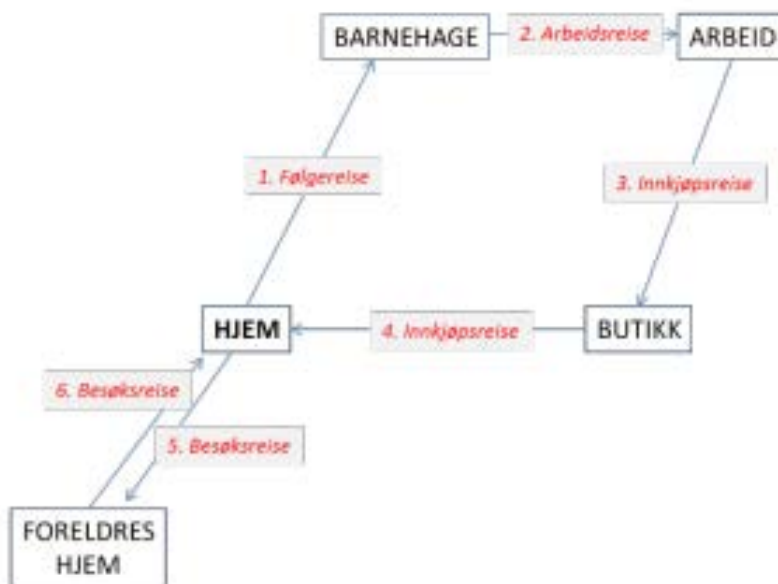 BARNEHAGE
2. Arbeidsreise
ARBEID
1. Følgereise
3. Innkjøpsreise
HJEM
4. Innkjøpsreise
BUTIKK
6. Besøksreise
5. Besøksreise
FORELDRES
HJEM